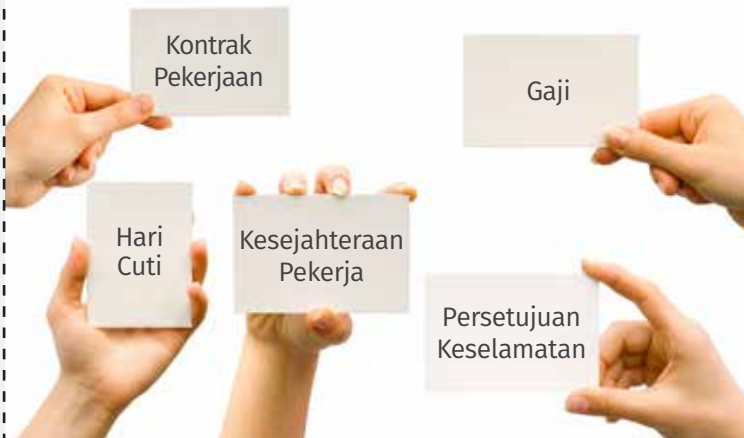 Kontrak
Pekerjaan
Gaji
Hari
Cuti
Kesejahteraan
Pekerja
Persetujuan
Keselamatan